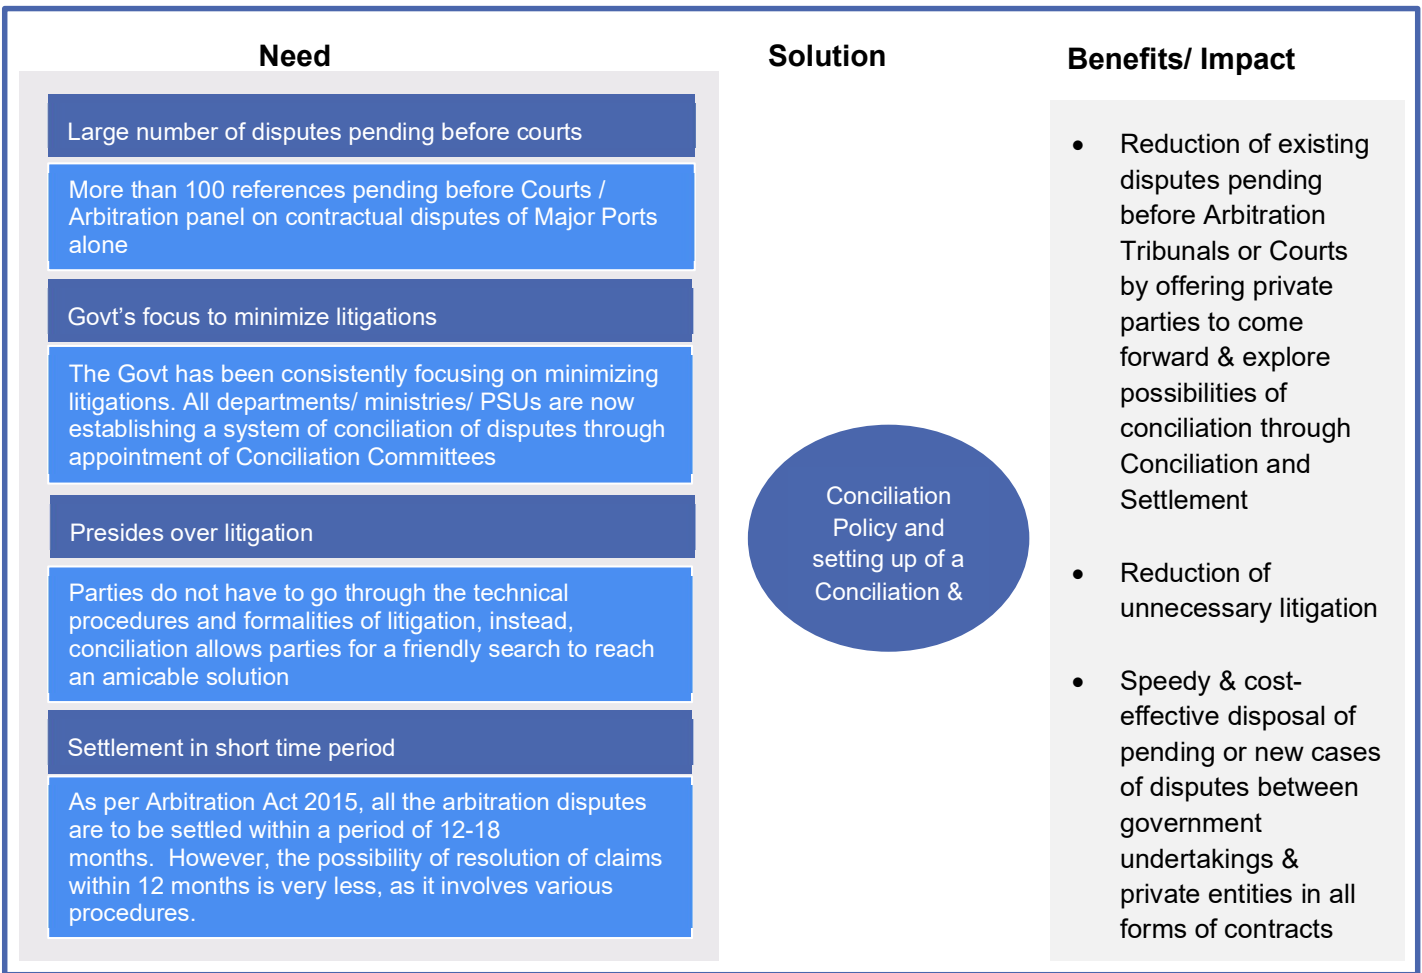 Need
Large number of disputes pending before courts
More than 100 references pending before Courts /
Arbitration panel on contractual disputes of Major Ports
alone
Govt’s focus to minimize litigations
The Govt has been consistently focusing on minimizing
litigations. All departments/ ministries/ PSUs are now
establishing a system of conciliation of disputes through
appointment of Conciliation Committees
Presides over litigation
Parties do not have to go through the technical
procedures and formalities of litigation, instead,
conciliation allows parties for a friendly search to reach
an amicable solution
Settlement in short time period
As per Arbitration Act 2015, all the arbitration disputes
are to be settled within a period of 12-18
months.  However, the possibility of resolution of claims
within 12 months is very less, as it involves various
procedures.
Solution
Conciliation
Policy and
setting up of a
Conciliation &
Benefits/ Impact
• Reduction of existing
disputes pending
before Arbitration
Tribunals or Courts
by offering private
parties to come
forward & explore
possibilities of
conciliation through
Conciliation and
Settlement
• Reduction of
unnecessary litigation
• Speedy & cost-
effective disposal of
pending or new cases
of disputes between
government
undertakings &
private entities in all
forms of contracts